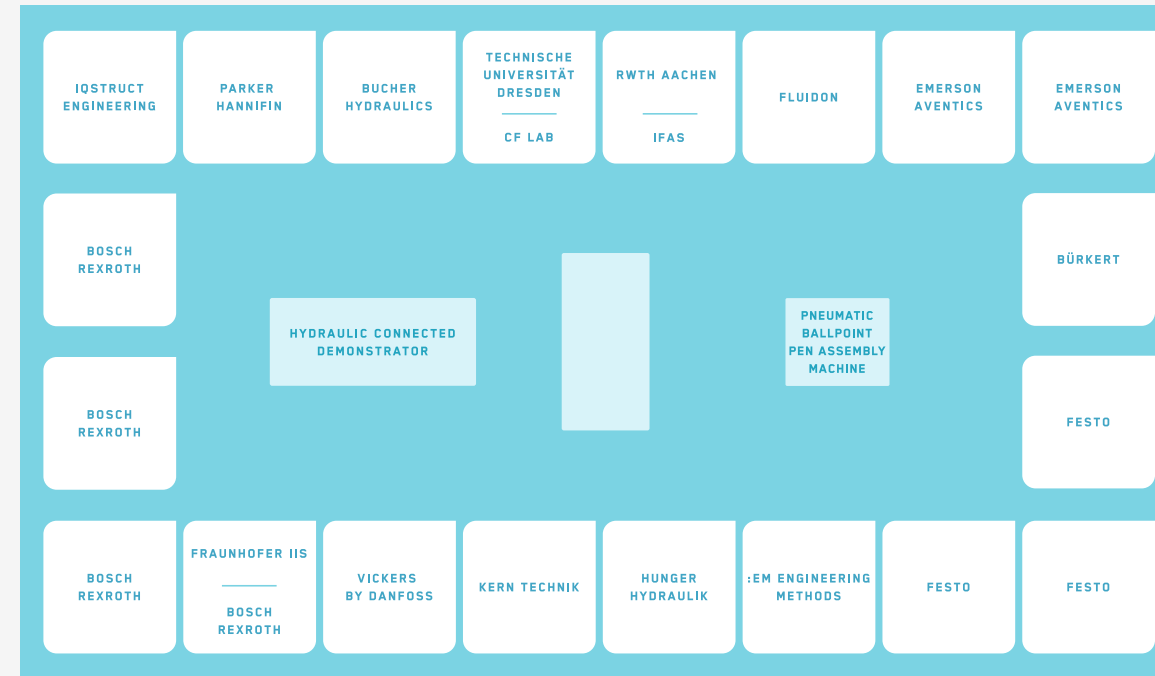 IQSTRUCT
ENGINEERING
PARKER
HANNIFIN
BUCHER
HYDRAULICS
TECHNISCHE
UNIVERSITÄT
DRESDEN
CF LAB
RWTH AACHEN
IFAS
FLUIDON
EMERSON
AVENTICS
EMERSON
AVENTICS
BOSCH
REXROTH
BÜRKERT
HYDRAULIC CONNECTED
DEMONSTRATOR
PNEUMATIC
BALLPOINT
PEN ASSEMBLY
MACHINE
BOSCH
REXROTH
FESTO
BOSCH
REXROTH
FRAUNHOFER IIS
BOSCH
REXROTH
VICKERS
BY DANFOSS
KERN TECHNIK
HUNGER
HYDRAULIK
:EM ENGINEERING
METHODS
FESTO
FESTO